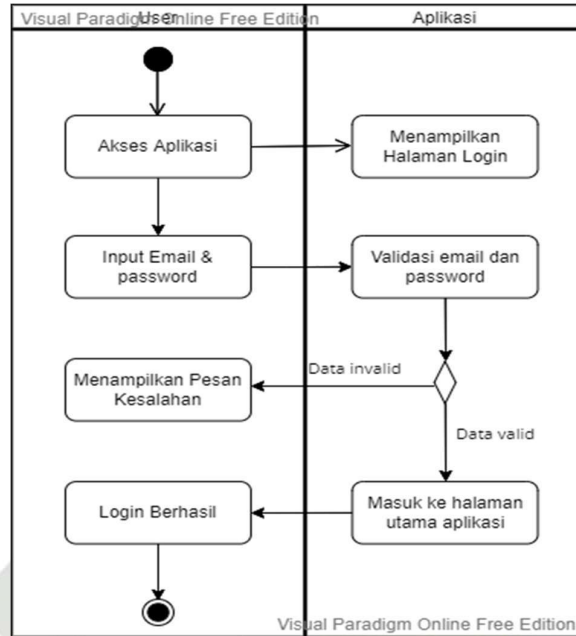 Visual Paradigm Online Free Edition
User
Aplikasi
Akses Aplikasi
Menampilkan
Halaman Login
Input Email &
password
Validasi email dan
password
Data invalid
Menampilkan Pesan
Kesalahan
Data valid
Login Berhasil
Masuk ke halaman
utama aplikasi
Visual Paradigm Online Free Edition